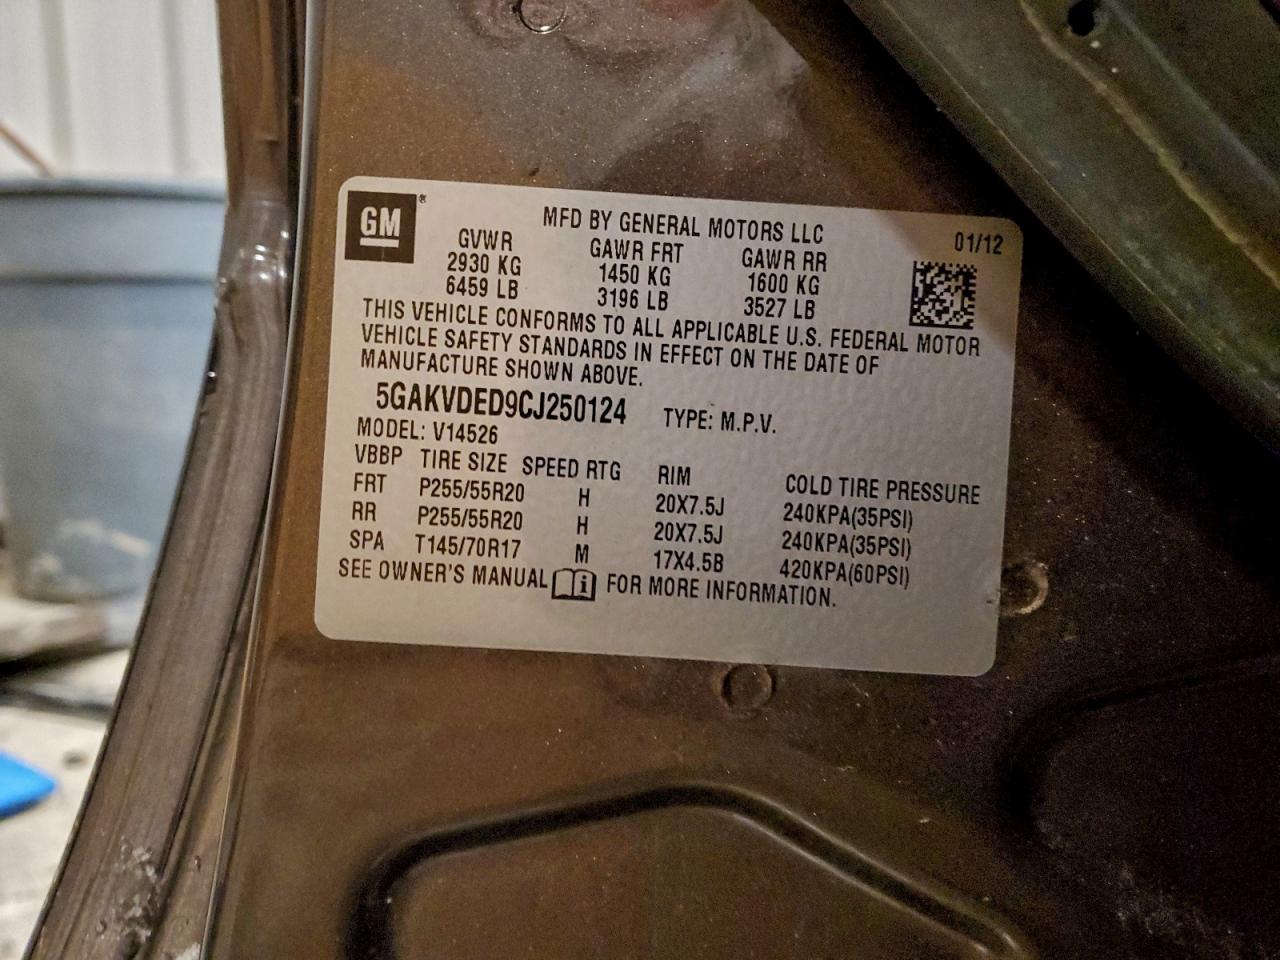 GM®
MFD BY GENERAL MOTORS LLC
01/12
GVWR GAWR FRT GAWR RR
2930 KG 1450 KG 1600 KG
6459 LB 3196 LB 3527 LB
THIS VEHICLE CONFORMS TO ALL APPLICABLE U.S. FEDERAL MOTOR
VEHICLE SAFETY STANDARDS IN EFFECT ON THE DATE OF
MANUFACTURE SHOWN ABOVE.
5GAKVDED9CJ250124 TYPE: M.P.V.
MODEL: V14526
VBBP TIRE SIZE SPEED RTG RIM COLD TIRE PRESSURE
FRT P255/55R20 H 20X7.5J 240KPA(35PSI)
RR P255/55R20 H 20X7.5J 240KPA(35PSI)
SPA T145/70R17 M 17X4.5B 420KPA(60PSI)
SEE OWNER'S MANUAL i FOR MORE INFORMATION.